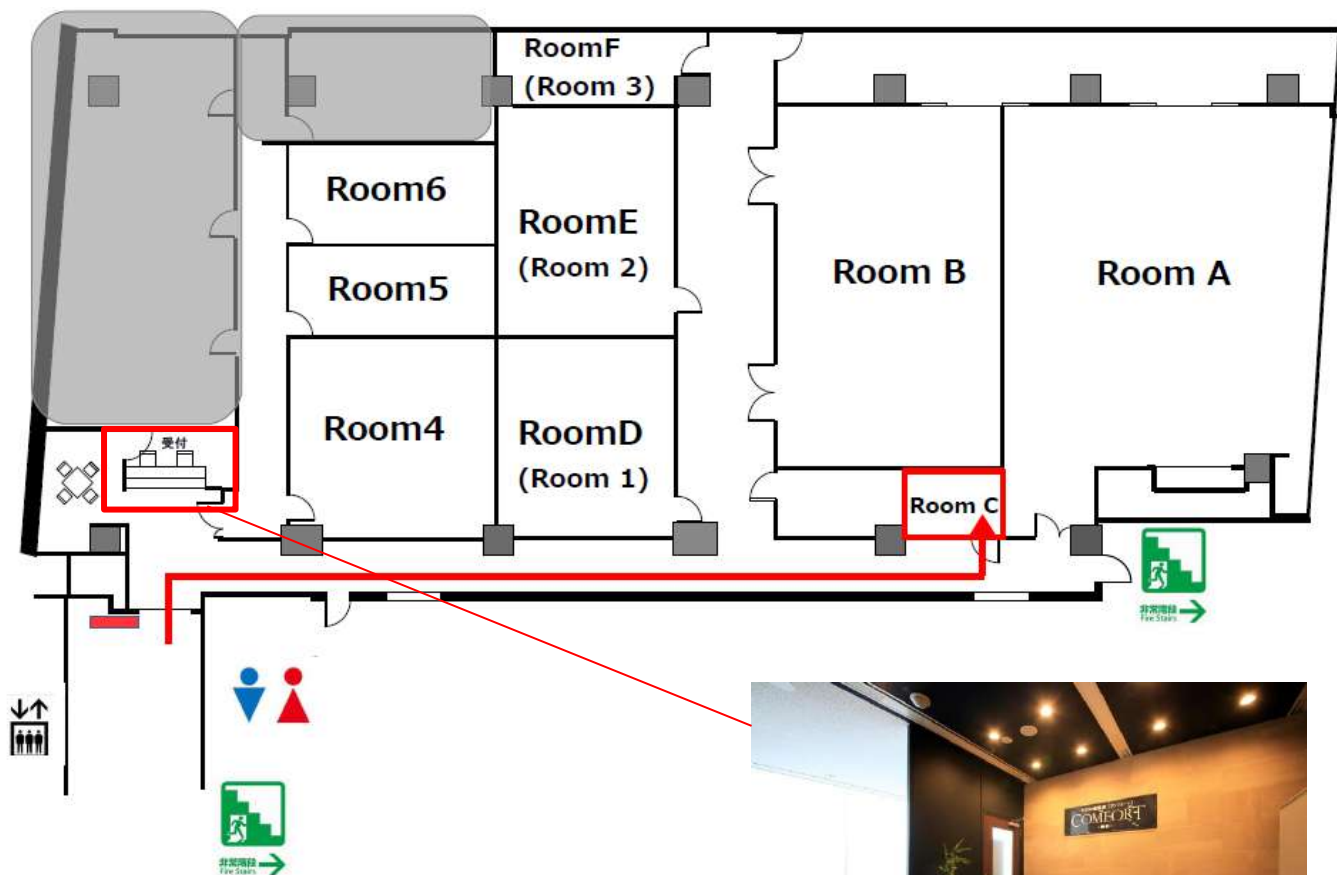 RoomF
(Room 3)
Room6
RoomE
(Room 2)
Room5
Room B
Room A
Room4
RoomD
(Room 1)
受付
Room C
非常階段
Fire Stairs
非常階段
Fire Stairs
COMFORT